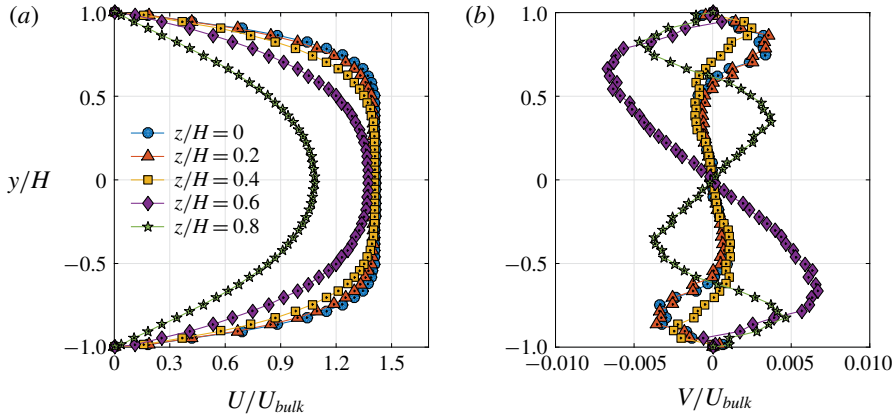 (a)
1.0
0.5
y/H
0
−0.5
−1.0
z/H = 0
z/H = 0.2
z/H = 0.4
z/H = 0.6
z/H = 0.8
0 0.3 0.6 0.9 1.2 1.5
U/U_bulk
(b)
1.0
0.5
0
−0.5
−1.0
−0.010 −0.005 0 0.005 0.010
V/U_bulk